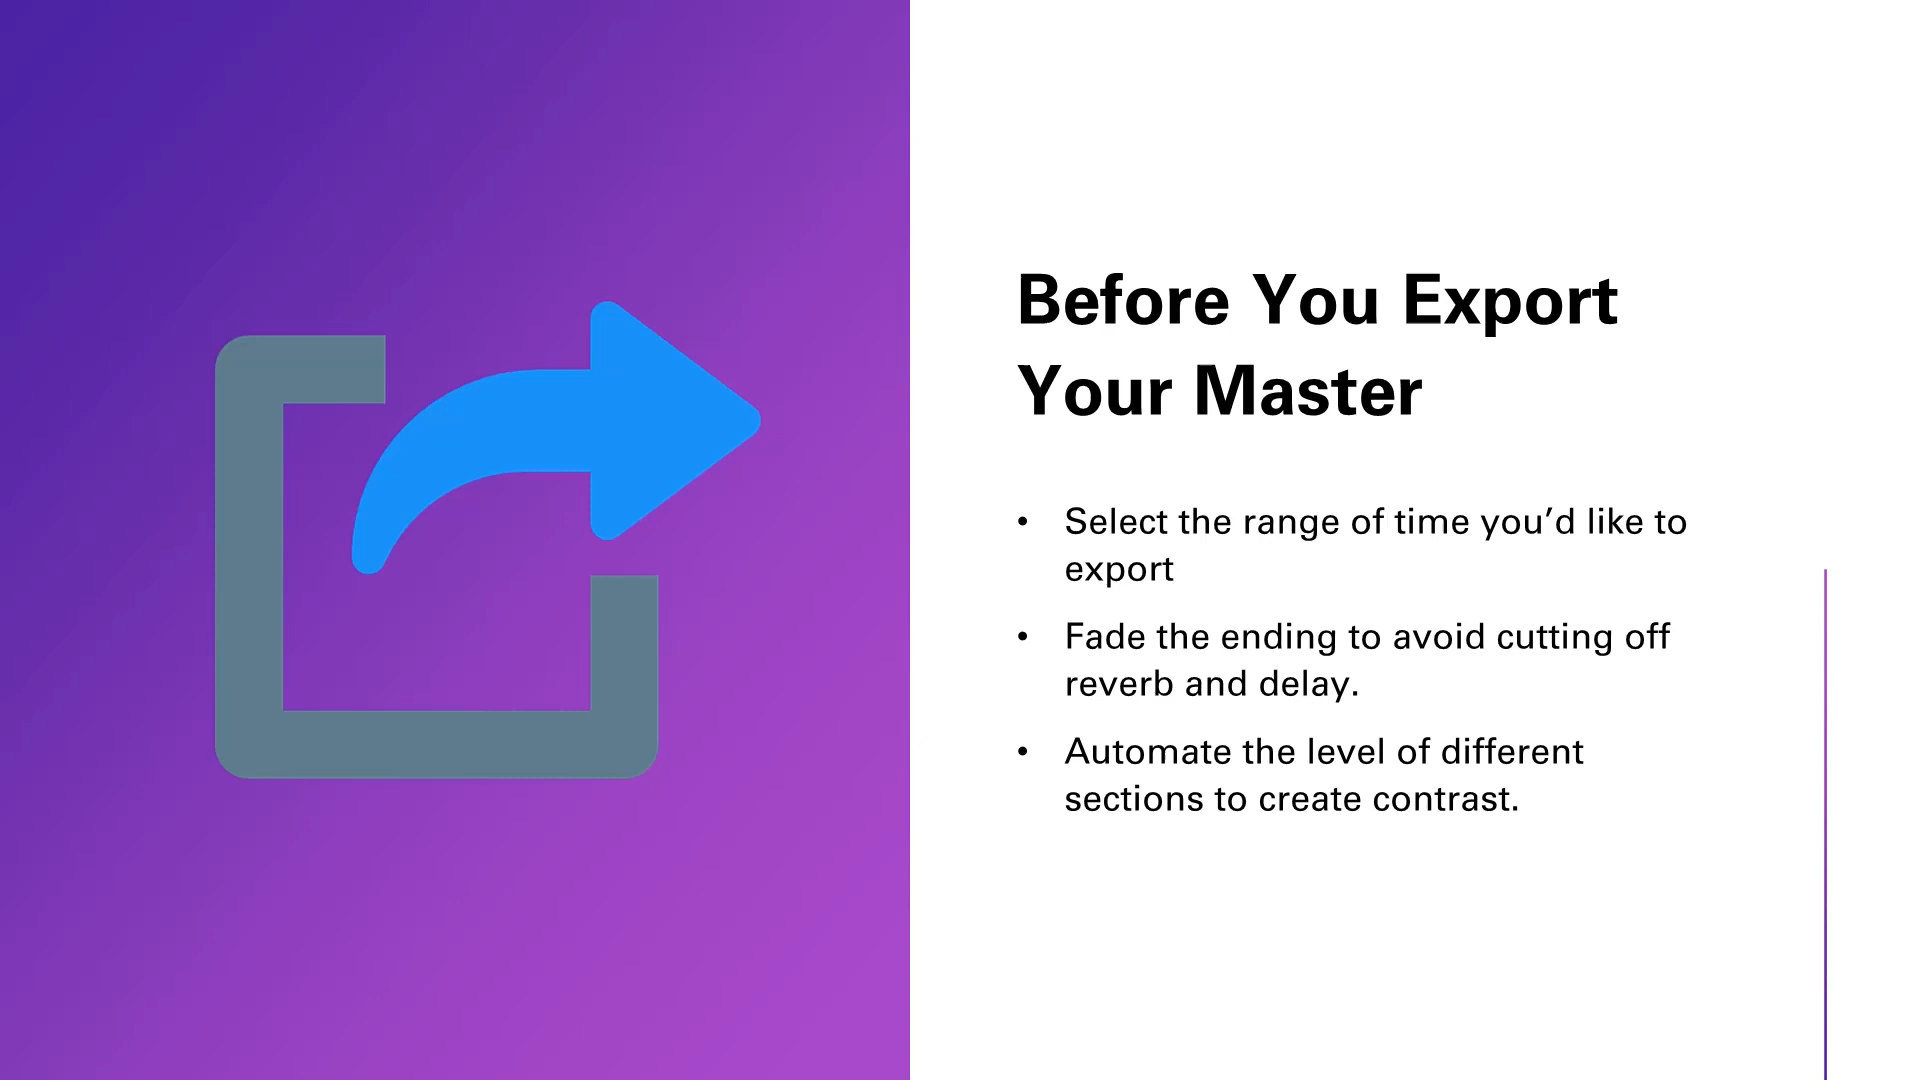 Before You Export
Your Master
• Select the range of time you’d like to
export
• Fade the ending to avoid cutting off
reverb and delay.
• Automate the level of different
sections to create contrast.